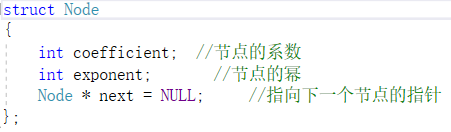 struct Node
{
int coefficient; //节点的系数
int exponent; //节点的幂
Node * next = NULL; //指向下一个节点的指针
};